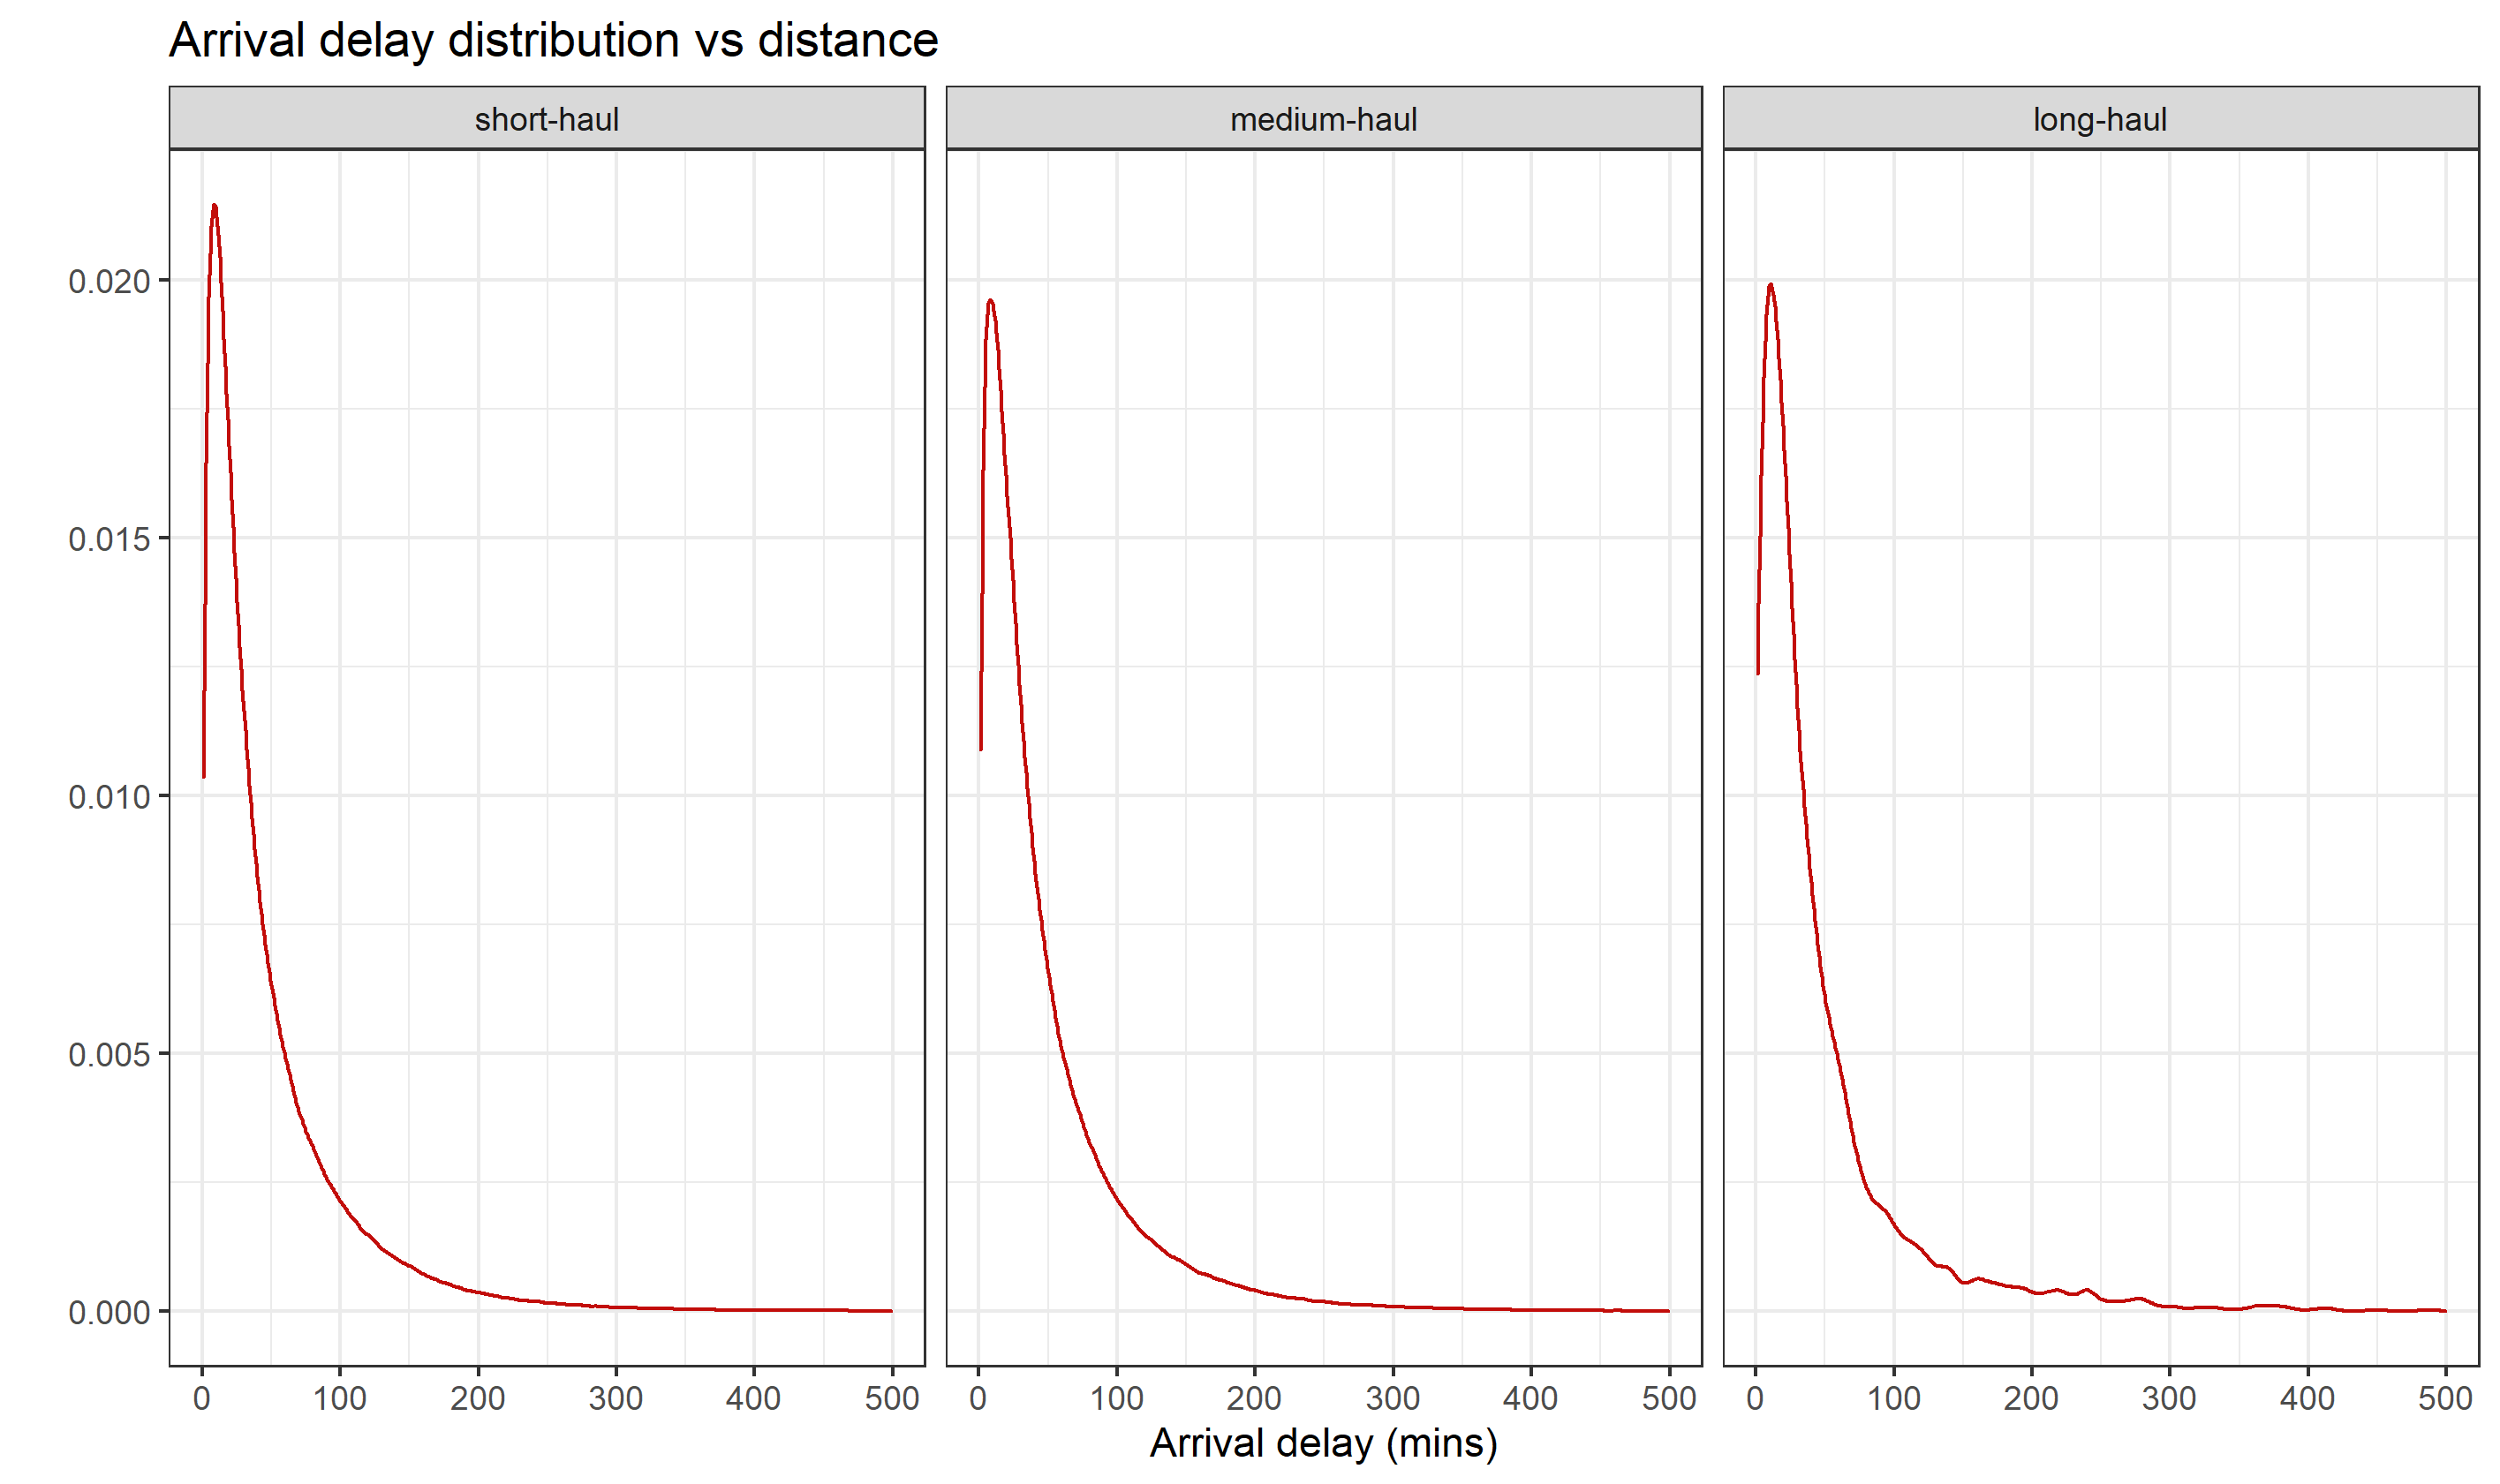 Arrival delay distribution vs distance
short-haul medium-haul long-haul
0.020
0.015
0.010
0.005
0.000
0 100 200 300 400 500 0 100 200 300 400 500 0 100 200 300 400 500
Arrival delay (mins)